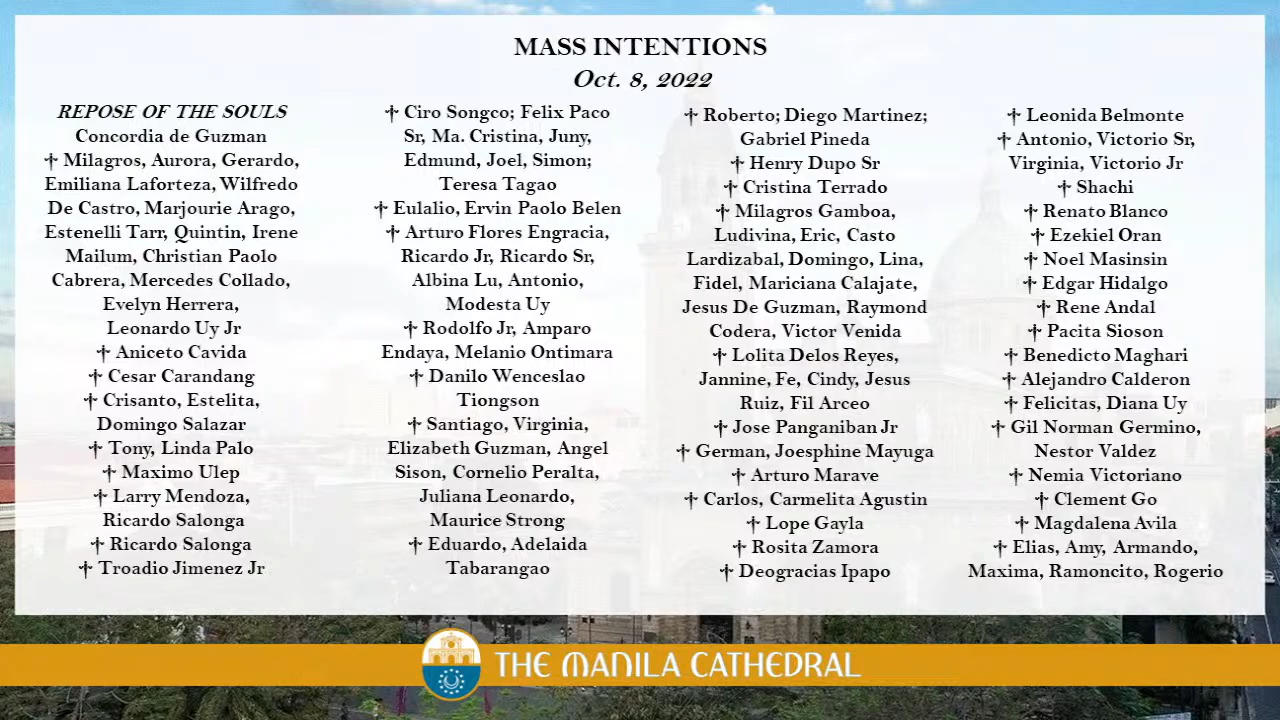 MASS INTENTIONS
Oct. 8, 2022
REPOSE OF THE SOULS
Concordia de Guzman
✝ Milagros, Aurora, Gerardo,
Emiliana Laforteza, Wilfredo
De Castro, Marjourie Arago,
Estenelli Tarr, Quintin, Irene
Mailum, Christian Paolo
Cabrera, Mercedes Collado,
Evelyn Herrera,
Leonardo Uy Jr
✝ Aniceto Cavida
✝ Cesar Carandang
✝ Crisanto, Estelita,
Domingo Salazar
✝ Tony, Linda Palo
✝ Maximo Ulep
✝ Larry Mendoza,
Ricardo Salonga
✝ Ricardo Salonga
✝ Troadio Jimenez Jr
✝ Ciro Songco; Felix Paco
Sr, Ma. Cristina, Juny,
Edmund, Joel, Simon;
Teresa Tagao
✝ Eulalio, Ervin Paolo Belen
✝ Arturo Flores Engracia,
Ricardo Jr, Ricardo Sr,
Albina Lu, Antonio,
Modesta Uy
✝ Rodolfo Jr, Amparo
Endaya, Melanio Ontimara
✝ Danilo Wenceslao
Tiongson
✝ Santiago, Virginia,
Elizabeth Guzman, Angel
Sison, Cornelio Peralta,
Juliana Leonardo,
Maurice Strong
✝ Eduardo, Adelaida
Tabarangao
✝ Roberto; Diego Martinez;
Gabriel Pineda
✝ Henry Dupo Sr
✝ Cristina Terrado
✝ Milagros Gamboa,
Ludivina, Eric, Casto
Lardizabal, Domingo, Lina,
Fidel, Mariciana Calajate,
Jesus De Guzman, Raymond
Codera, Victor Venida
✝ Lolita Delos Reyes,
Jannine, Fe, Cindy, Jesus
Ruiz, Fil Arceo
✝ Jose Panganiban Jr
✝ German, Joesphine Mayuga
✝ Arturo Marave
✝ Carlos, Carmelita Agustin
✝ Lope Gayla
✝ Rosita Zamora
✝ Deogracias Ipapo
✝ Leonida Belmonte
✝ Antonio, Victorio Sr,
Virginia, Victorio Jr
✝ Shachi
✝ Renato Blanco
✝ Ezekiel Oran
✝ Noel Masinsin
✝ Edgar Hidalgo
✝ Rene Andal
✝ Pacita Sioson
✝ Benedicto Maghari
✝ Alejandro Calderon
✝ Felicitas, Diana Uy
✝ Gil Norman Germino,
Nestor Valdez
✝ Nemia Victoriano
✝ Clement Go
✝ Magdalena Avila
✝ Elias, Amy, Armando,
Maxima, Ramoncito, Rogerio
THE MANILA CATHEDRAL